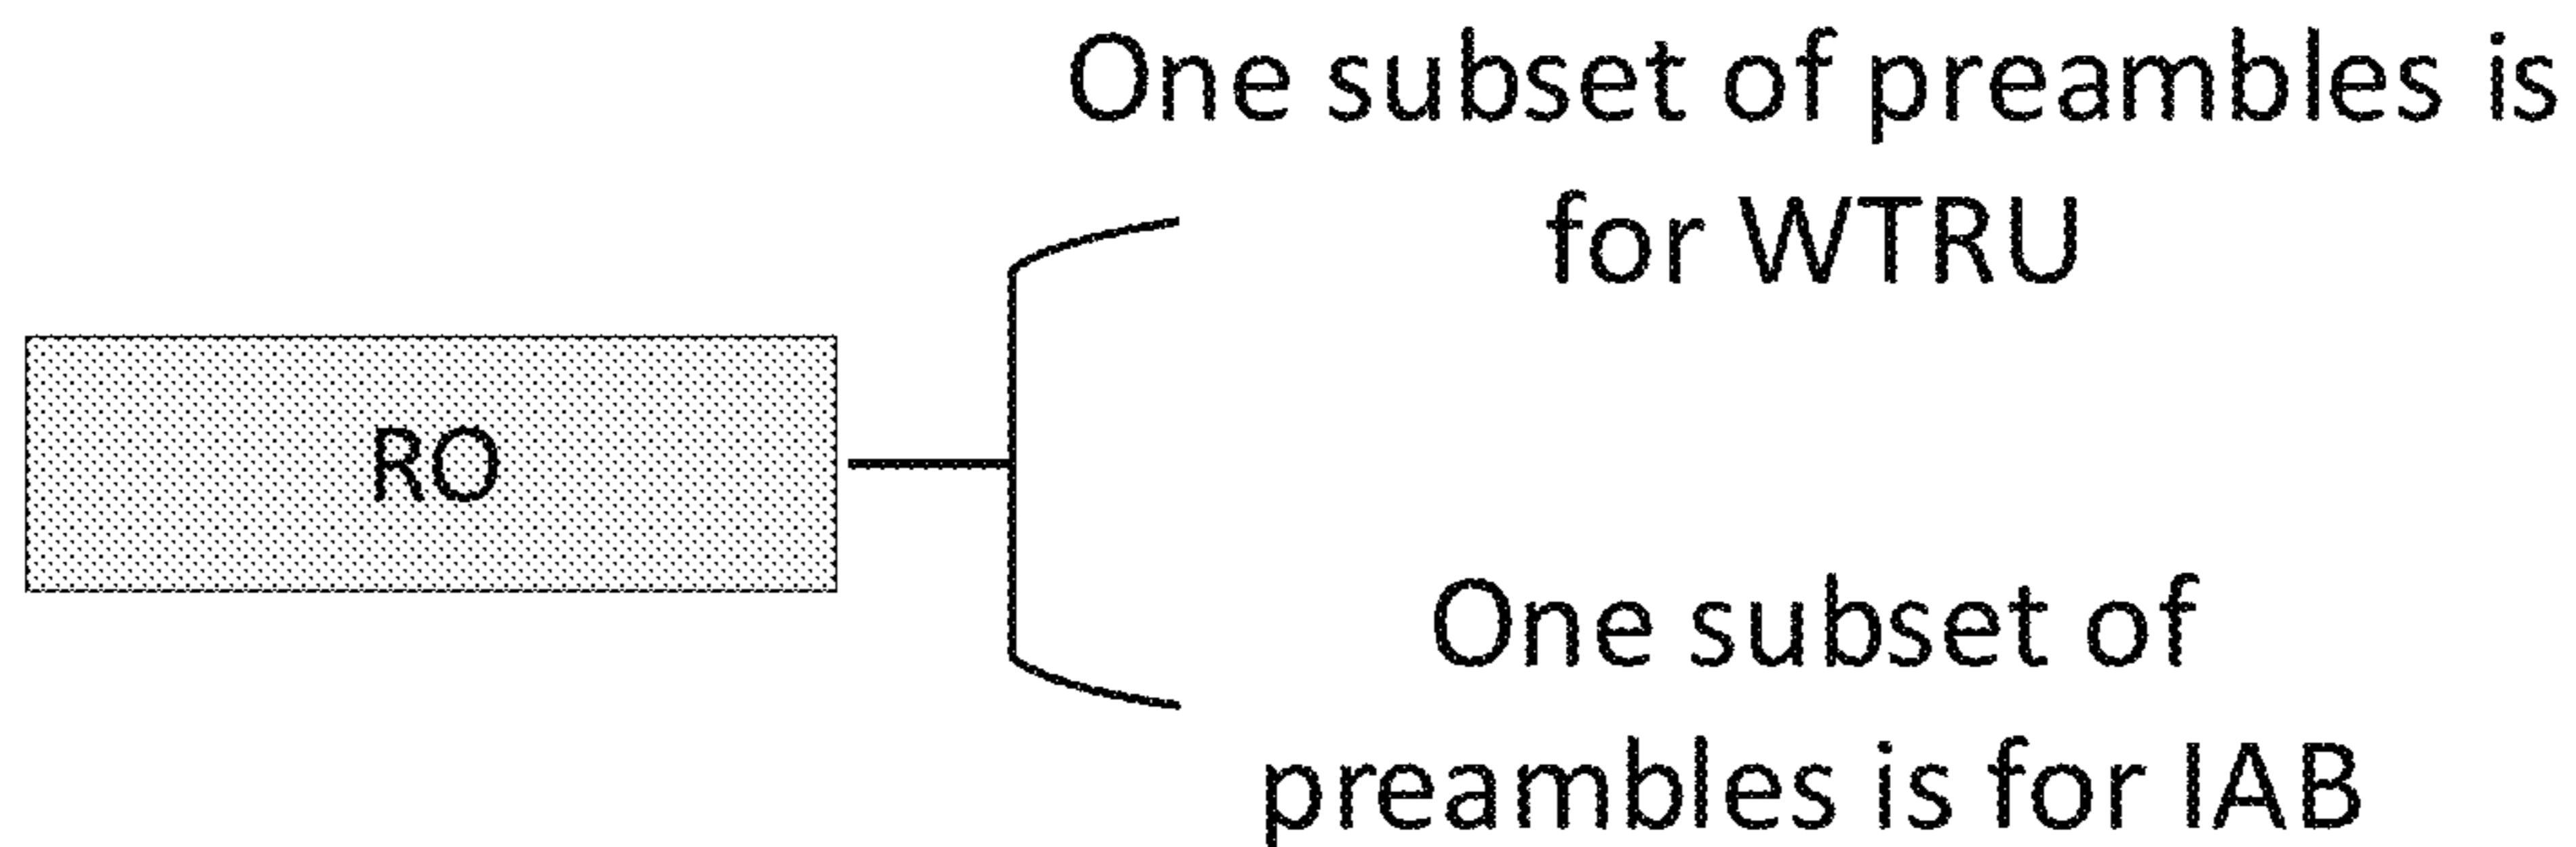 One subset of preambles is
for WTRU
RO
One subset of
preambles is for IAB